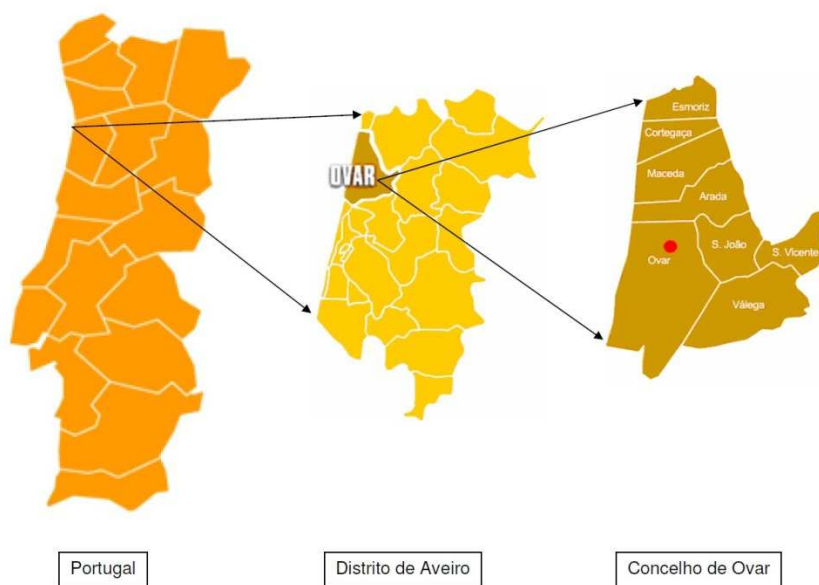 OVAR
Esmoriz
Cortegaça
Maceda
Arada
S. João
S. Vicente
Ovar
Válega
Portugal
Distrito de Aveiro
Concelho de Ovar